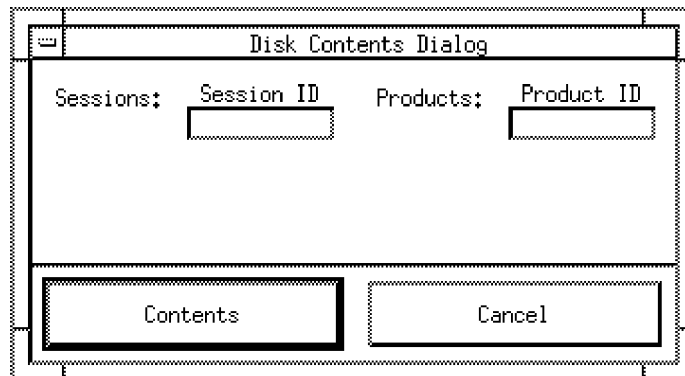 Disk Contents Dialog
Sessions: Session ID Products: Product ID
Contents Cancel